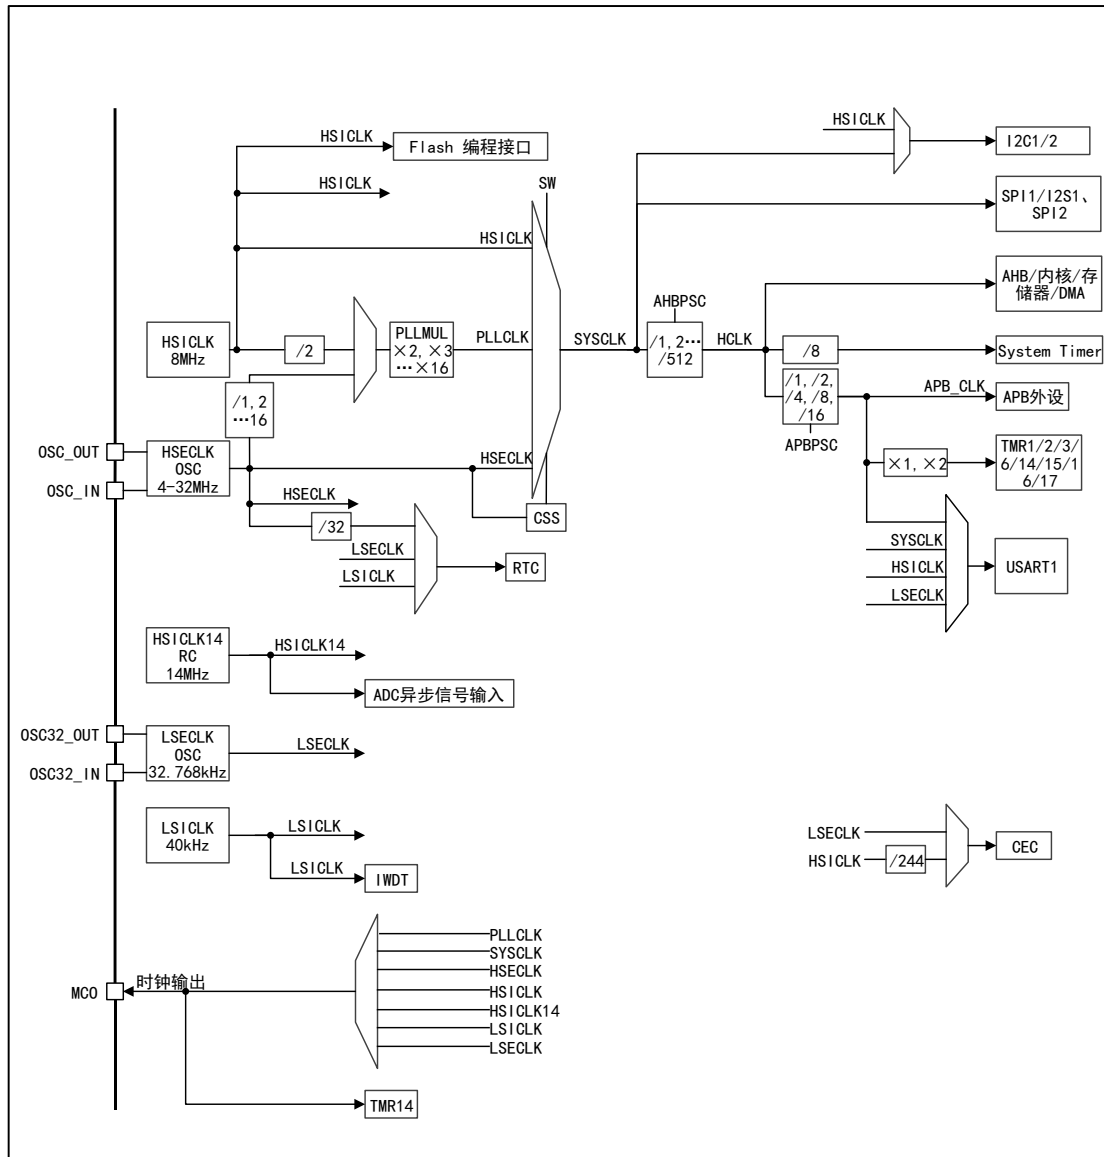 HSICLK
Flash 编程接口
HSICLK
SW
HSICLK
HSICLK
8MHz
/2
PLLMUL
×2, ×3
…×16
PLLCLK
/1, 2
…16
OSC_OUT
OSC_IN
HSECLK
OSC
4-32MHz
HSECLK
HSECLK
CSS
/32
LSECLK
LSICLK
RTC
SYSCLK
AHBPSC
/1, 2…
/512
HCLK
HSICLK
I2C1/2
SPI1/I2S1、
SPI2
AHB/内核/存
储器/DMA
/8
System Timer
/1, /2,
/4, /8,
/16
APBPSC
APB_CLK
APB外设
×1, ×2
TMR1/2/3/
6/14/15/1
6/17
SYSCLK
HSICLK
LSECLK
USART1
HSICLK14
RC
14MHz
HSICLK14
ADC异步信号输入
OSC32_OUT
OSC32_IN
LSECLK
OSC
32.768kHz
LSECLK
LSICLK
40kHz
LSICLK
LSICLK
IWDT
LSECLK
HSICLK
/244
CEC
MCO
时钟输出
PLLCLK
SYSCLK
HSECLK
HSICLK
HSICLK14
LSICLK
LSECLK
TMR14